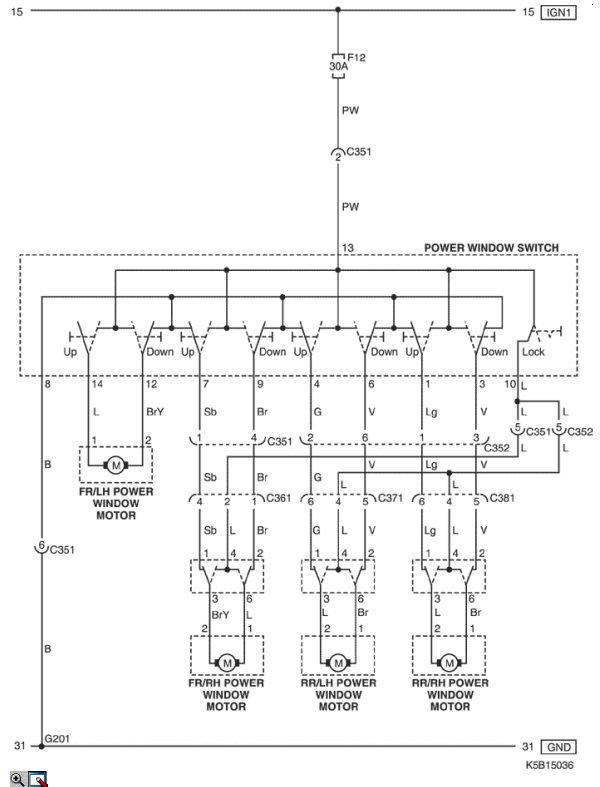 15 15 IGN1
F12
30A
PW
C351
2
PW
13
POWER WINDOW SWITCH
Up Down Up Down Up Down Up Down Lock
8 14 12 7 9 4 6 1 3 10 L
L BrY Sb Br G V Lg V L L
5 C351 5 C352
1 2 1 4 C351 2 6 1 3 C352 L L
B M Sb Br G V Lg V
L L
FR/LH POWER
WINDOW
MOTOR
4 2 1 C361 6 4 5 C371 6 4 5 C381
Sb L Br G L V Lg L V
6 C351
1 4 2 1 4 2 1 4 2
3 6 3 6 3 6
BrY L L Br L Br
2 1 2 1 2 1
B
M M M
FR/RH POWER
WINDOW
MOTOR
RR/LH POWER
WINDOW
MOTOR
RR/RH POWER
WINDOW
MOTOR
G201
31 31 GND
K5B15036